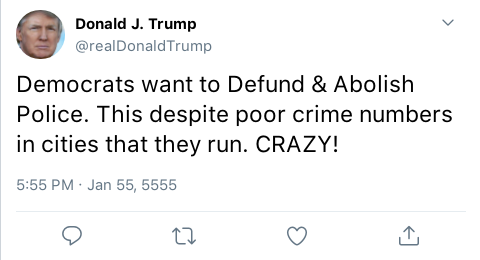 Donald J. Trump
@realDonaldTrump
Democrats want to Defund & Abolish
Police. This despite poor crime numbers
in cities that they run. CRAZY!
5:55 PM · Jan 55, 5555